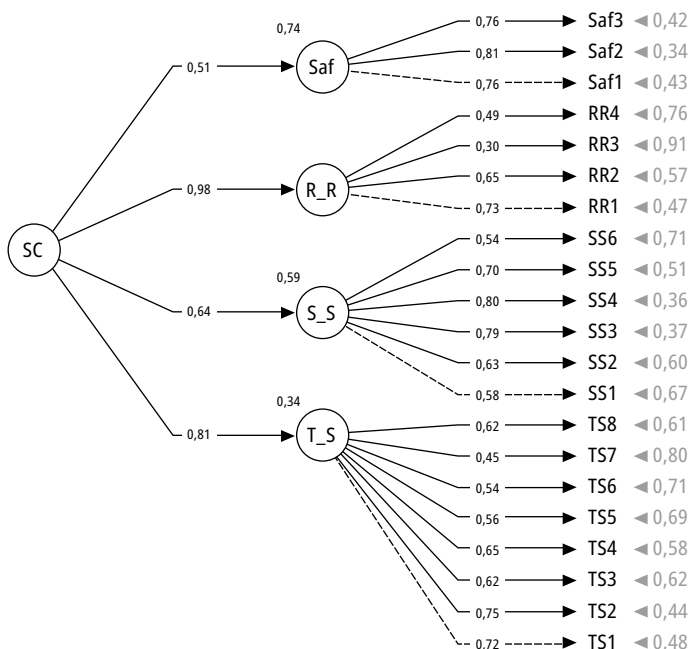 0,74
0,76 Saf3 0,42
0,81 Saf2 0,34
0,51 Saf
0,76 Saf1 0,43
0,49 RR4 0,76
0,30 RR3 0,91
0,65 RR2 0,57
0,98 R_R
0,73 RR1 0,47
0,54 SS6 0,71
SC
0,70 SS5 0,51
0,59
0,80 SS4 0,36
0,64 S_S
0,79 SS3 0,37
0,63 SS2 0,60
0,58 SS1 0,67
0,34
0,62 TS8 0,61
0,81 T_S
0,45 TS7 0,80
0,54 TS6 0,71
0,56 TS5 0,69
0,65 TS4 0,58
0,62 TS3 0,62
0,75 TS2 0,44
0,72 TS1 0,48